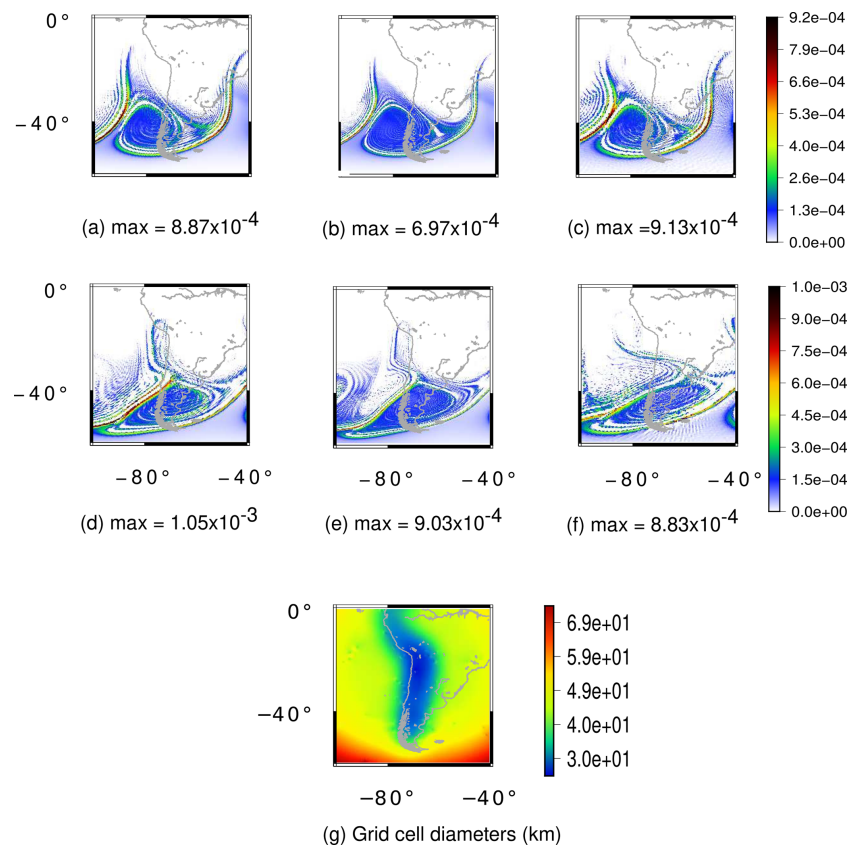 0°
−40°
9.2e−04
7.9e−04
6.6e−04
5.3e−04
3.9e−04
2.6e−04
1.3e−04
0.0e+00
(a) max = 8.87x10-4
(b) max = 6.97x10-4
(c) max =9.13x10-4
0°
−40°
1.0e−03
9.0e−04
7.5e−04
6.0e−04
4.5e−04
3.0e−04
1.5e−04
0.0e+00
−80° −40°
−80°
−80° −40°
(d) max = 1.05x10-3
(e) max = 9.03x10-4
(f) max = 8.83x10-4
0°
−40°
6.9e+01
5.9e+01
4.9e+01
4.0e+01
3.0e+01
−80° −40°
(g) Grid cell diameters (km)